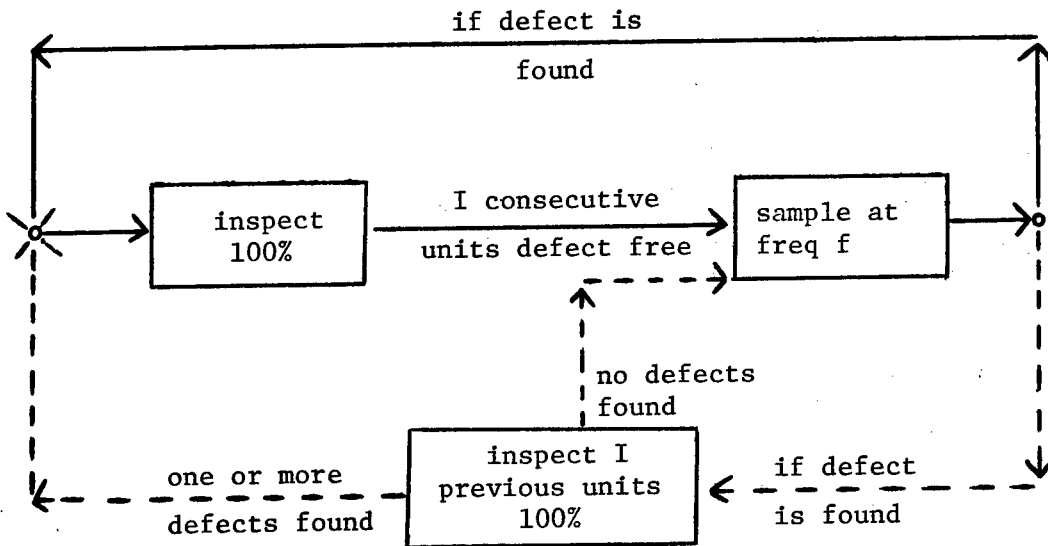 if defect is
found
inspect
100%
I consecutive
units defect free
sample at
freq f
no defects
found
one or more
defects found
inspect I
previous units
100%
if defect
is found